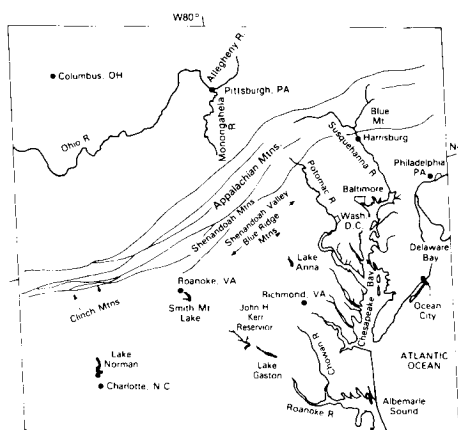 W80°
Columbus, OH
Allegheny R.
Pittsburgh, PA
Monongahela
R
Ohio R
Blue
Mt
Susquehanna R
Harrisburg
N
Philadelphia
PA
Appalachian Mtns.
Potomac R
Baltimore
Shenandoah Mtns
Shenandoah Valley
Blue Ridge
Mtns
Wash
D.C.
Delaware
Bay
Lake
Anna
Roanoke, VA
Clinch Mtns
Smith Mt
Lake
John H
Kerr
Reservoir
Richmond, VA
Chesapeake Bay
Ocean
City
Chowan R
Lake
Norman
Lake
Gaston
ATLANTIC
OCEAN
Charlotte, N.C
Roanoke R
Albemarle
Sound